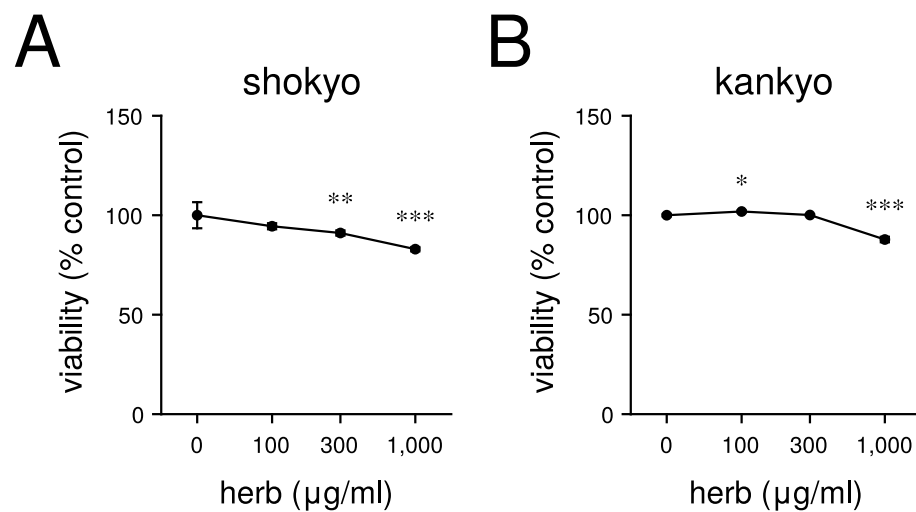 A
shokyo
viability (% control)
150
100
50
0
**
***
0 100 300 1,000
herb (µg/ml)
B
kankyo
viability (% control)
150
100
50
0
*
***
0 100 300 1,000
herb (µg/ml)